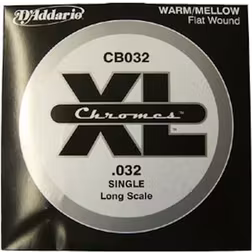 D'Addario
WARM/MELLOW
Flat Wound
CB032
XL
Chromes
.032
SINGLE
Long Scale